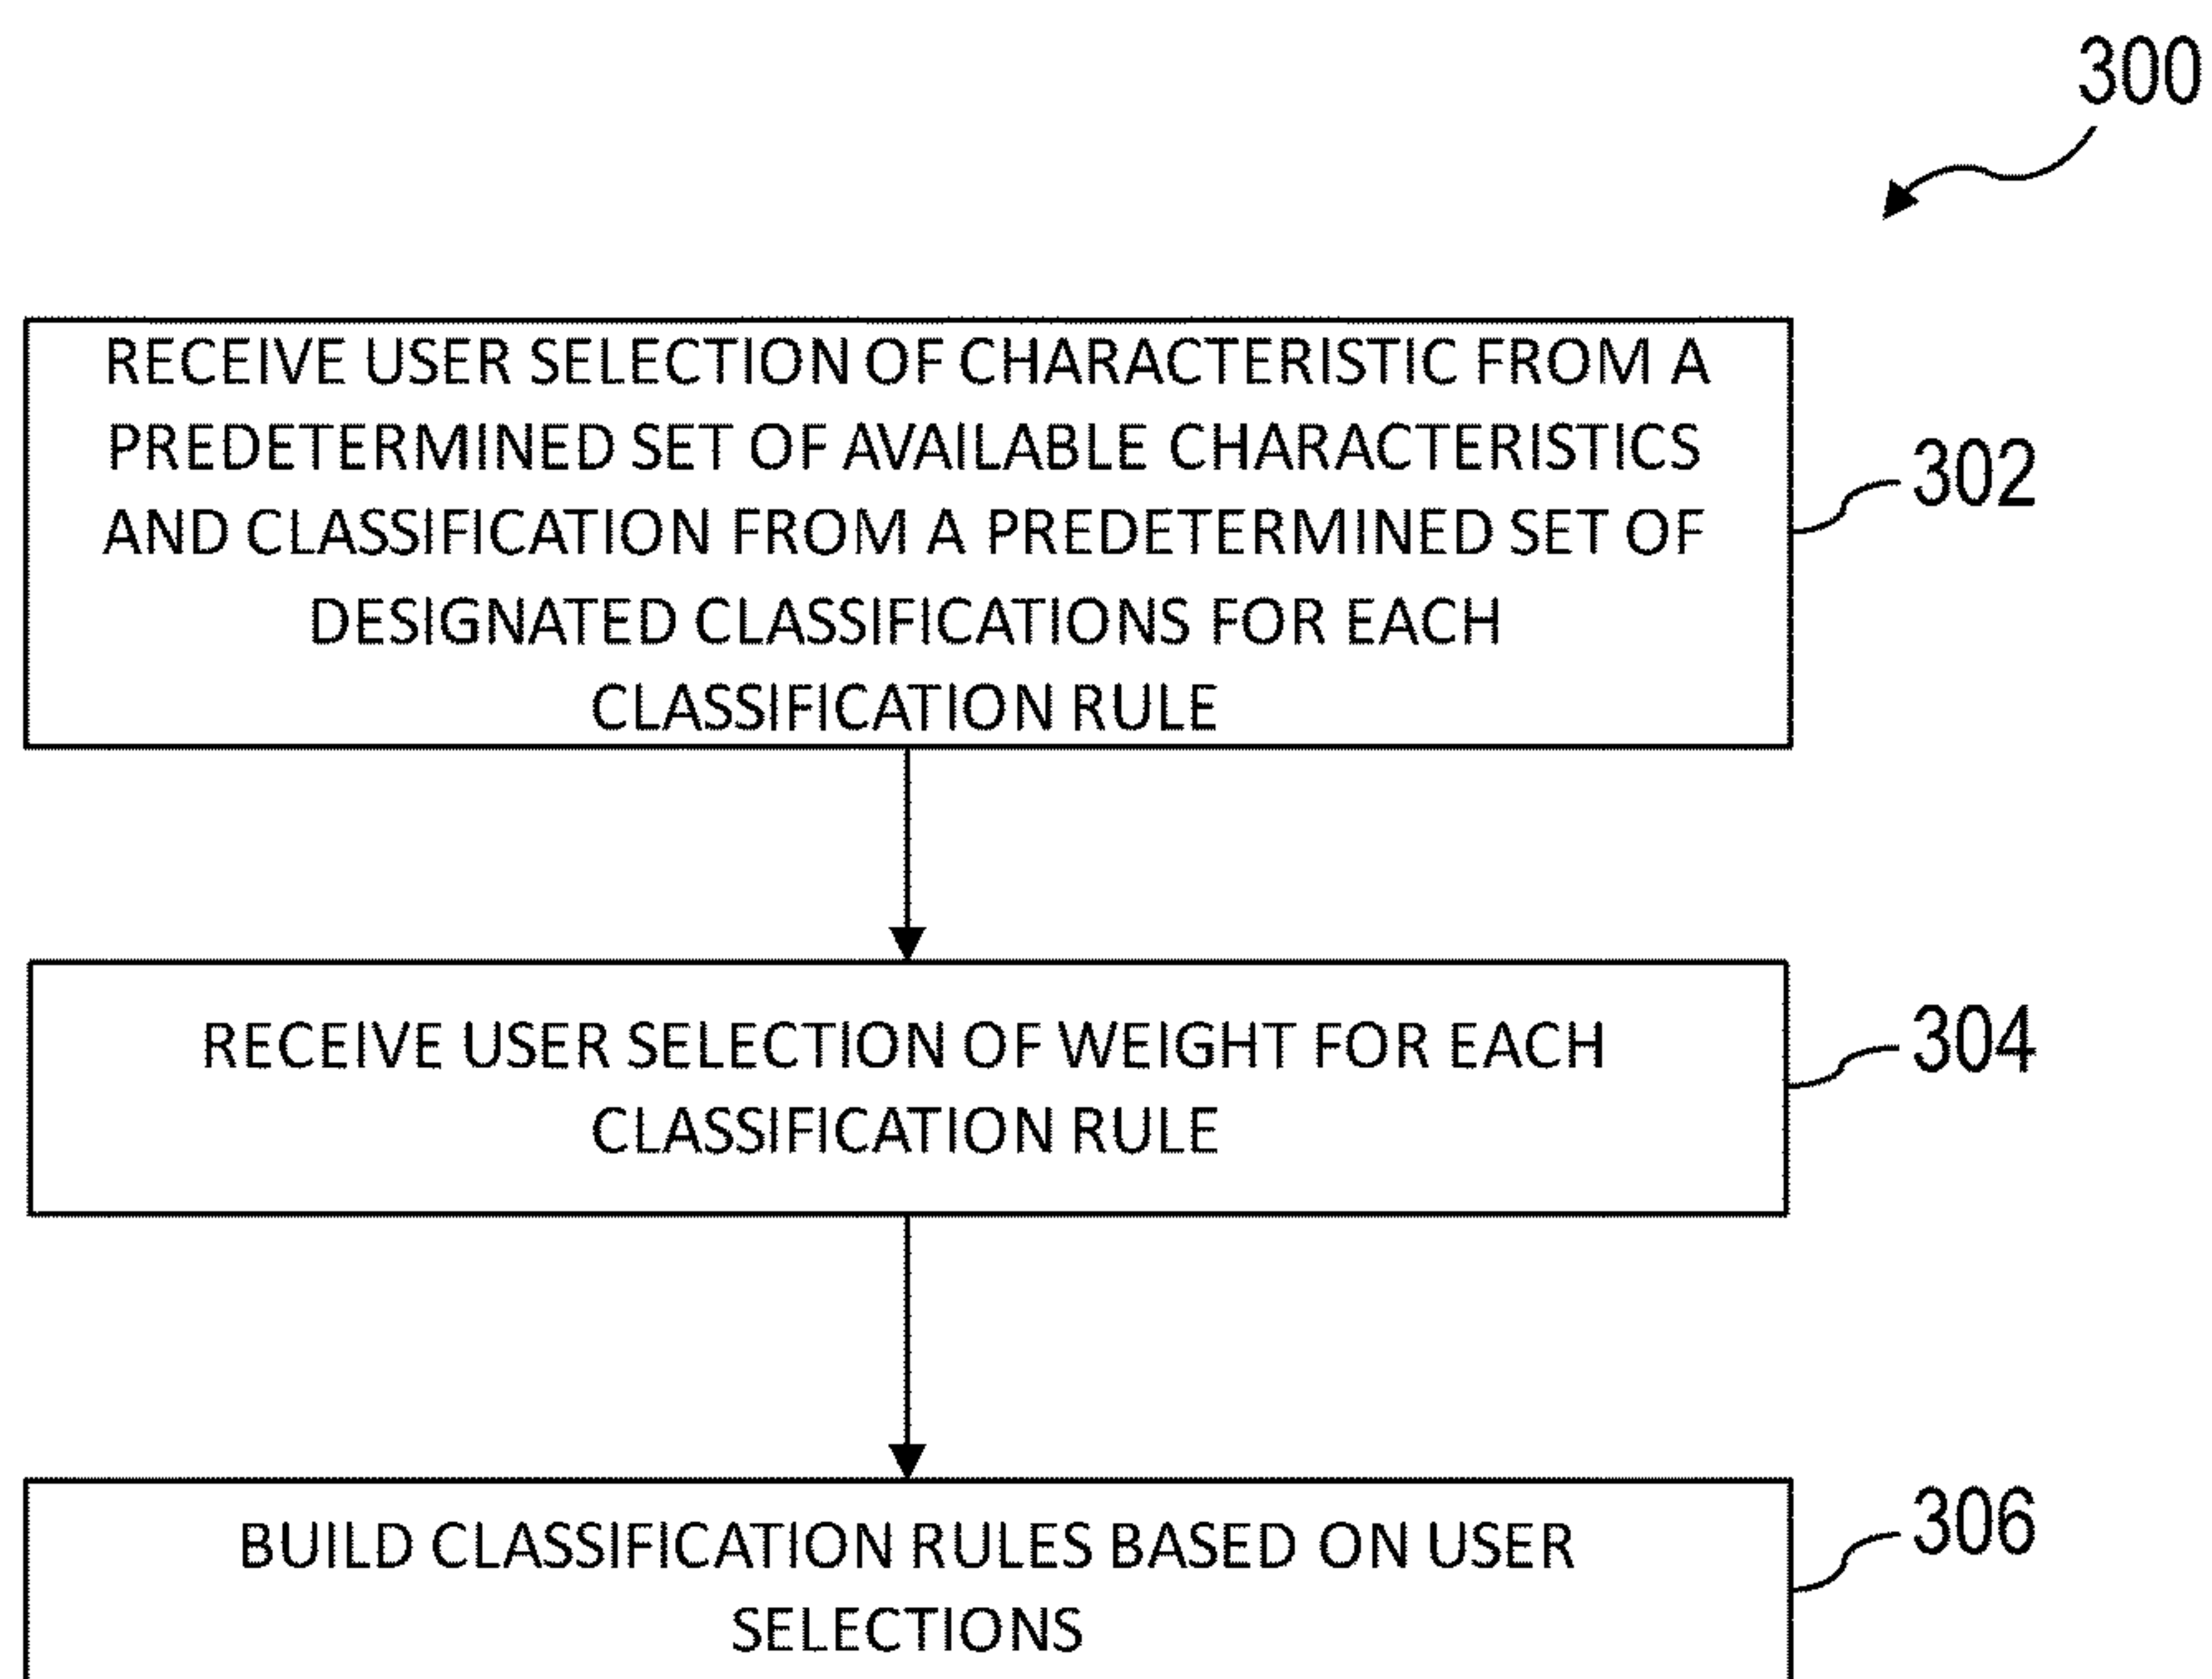 300
RECEIVE USER SELECTION OF CHARACTERISTIC FROM A
PREDETERMINED SET OF AVAILABLE CHARACTERISTICS
AND CLASSIFICATION FROM A PREDETERMINED SET OF
DESIGNATED CLASSIFICATIONS FOR EACH
CLASSIFICATION RULE
302
RECEIVE USER SELECTION OF WEIGHT FOR EACH
CLASSIFICATION RULE
304
BUILD CLASSIFICATION RULES BASED ON USER
SELECTIONS
306